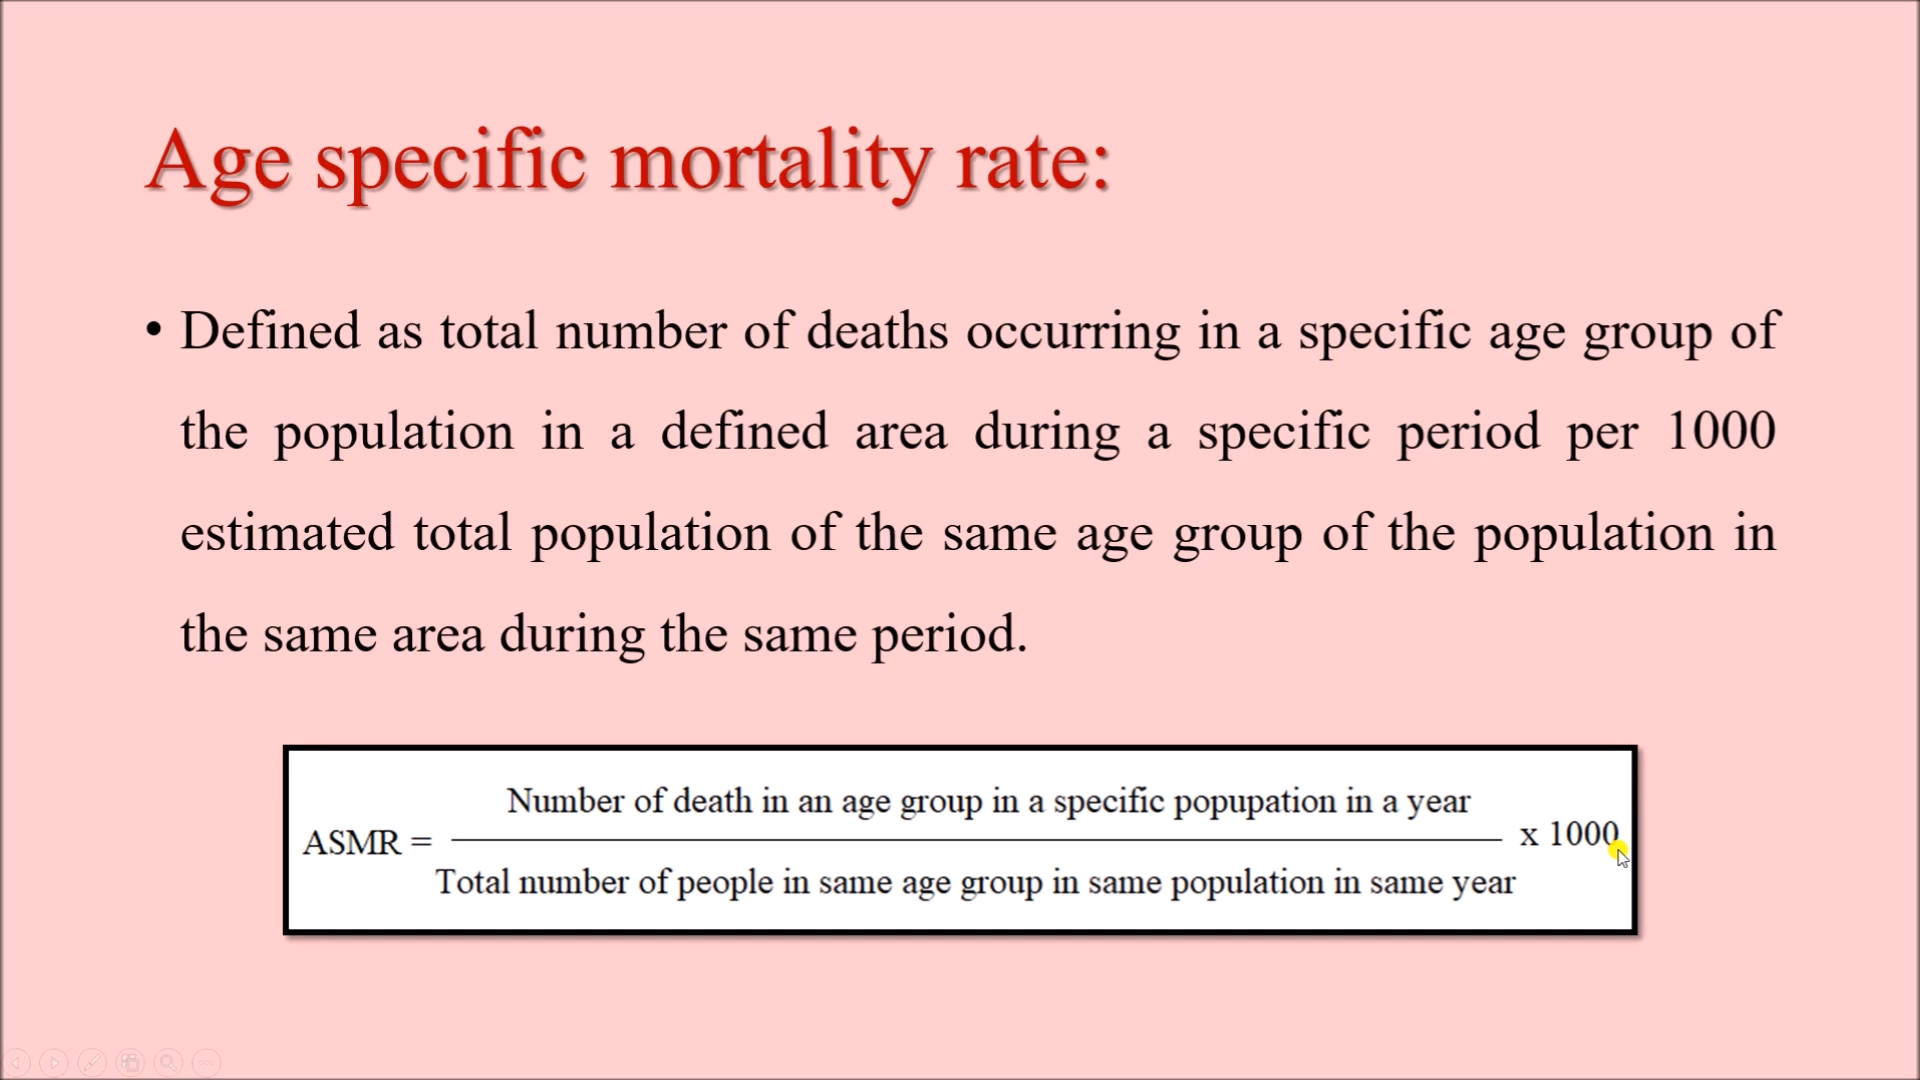 Age specific mortality rate:
• Defined as total number of deaths occurring in a specific age group of
the population in a defined area during a specific period per 1000
estimated total population of the same age group of the population in
the same area during the same period.
Number of death in an age group in a specific popupation in a year
ASMR = x 1000
Total number of people in same age group in same population in same year